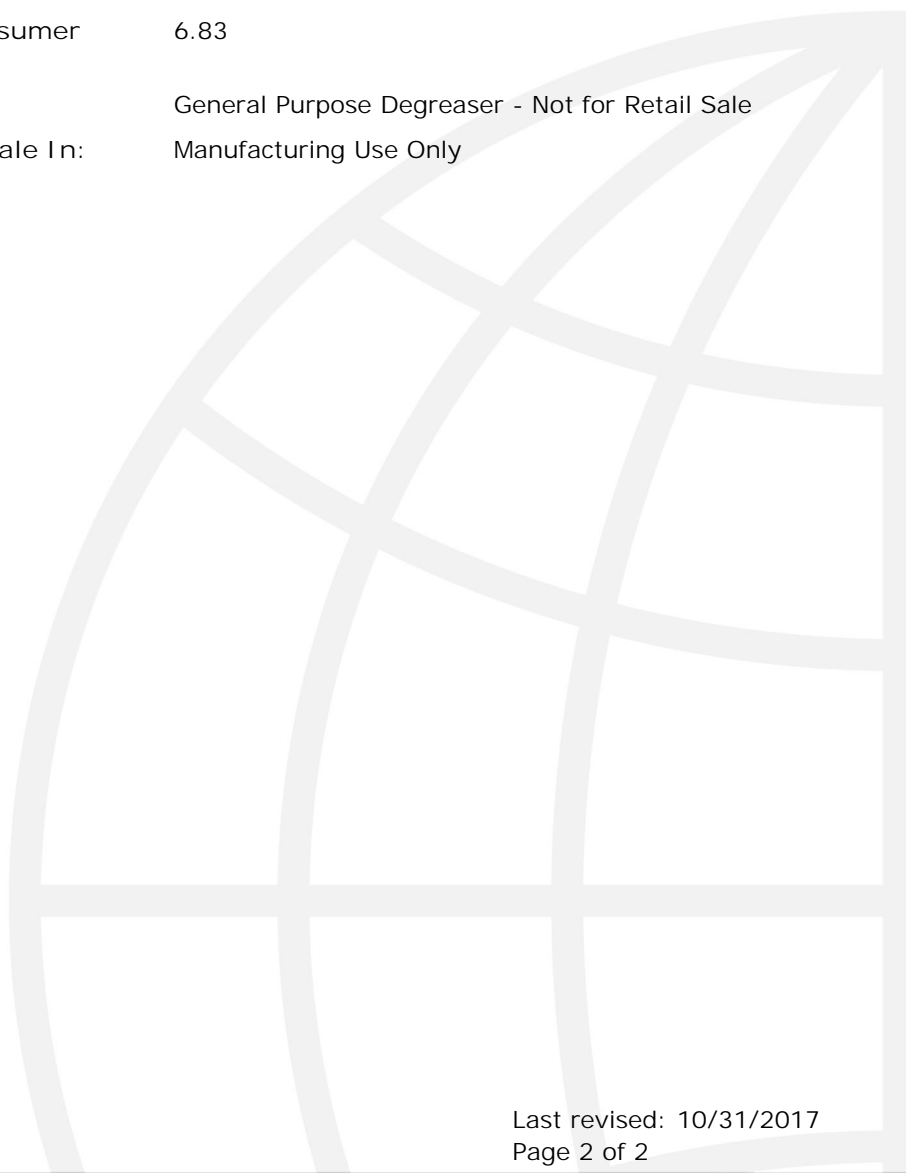 sumer 6.83
General Purpose Degreaser - Not for Retail Sale
ale In: Manufacturing Use Only
Last revised: 10/31/2017
Page 2 of 2